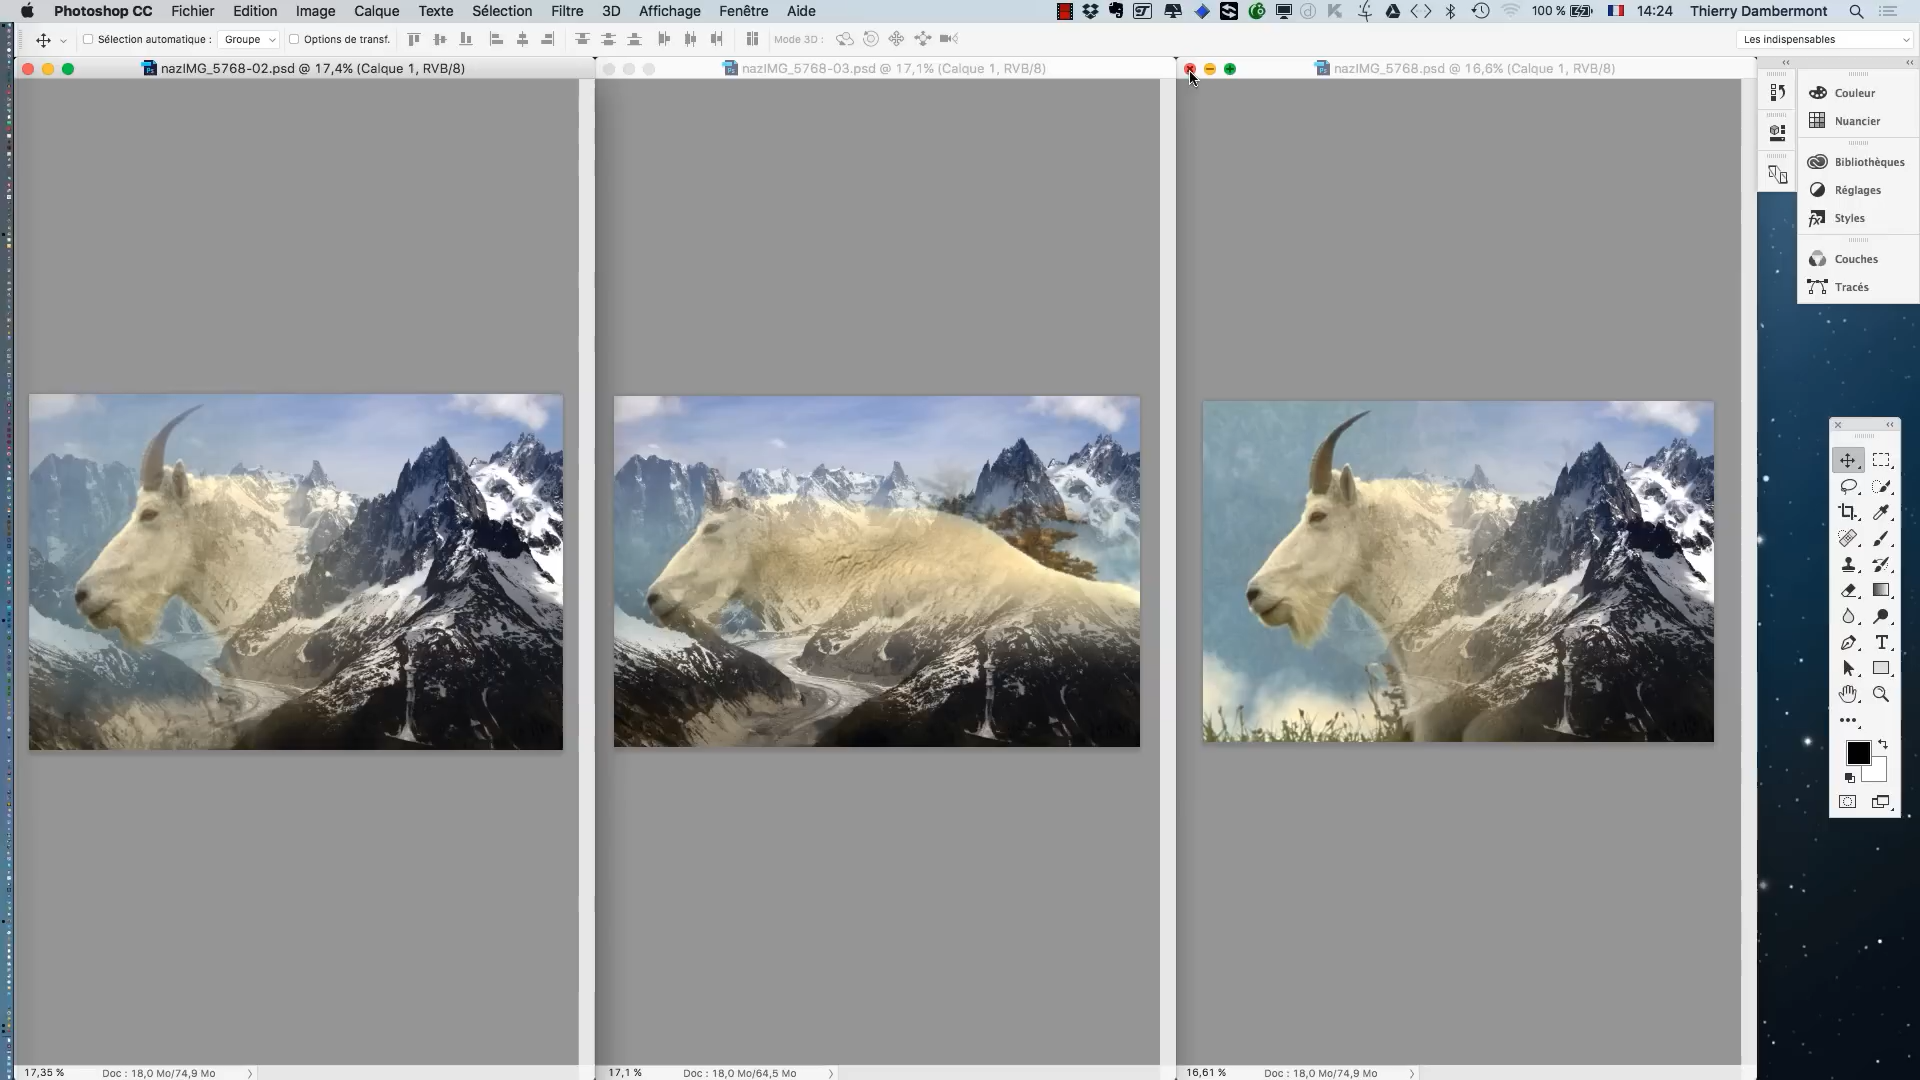 Photoshop CC Fichier Edition Image Calque Texte Sélection Filtre 3D Affichage Fenêtre Aide 100 % 14:24 Thierry Dambermont
Sélection automatique : Groupe Options de transf. Mode 3D : Les indispensables
nazIMG_5768-02.psd @ 17,4% (Calque 1, RVB/8)
nazIMG_5768-03.psd @ 17,1% (Calque 1, RVB/8)
nazIMG_5768.psd @ 16,6% (Calque 1, RVB/8)
Couleur
Nuancier
Bibliothèques
Réglages
Styles
Couches
Tracés
17,35 % Doc : 18,0 Mo/74,9 Mo
17,1 % Doc : 18,0 Mo/64,5 Mo
16,61 % Doc : 18,0 Mo/74,9 Mo